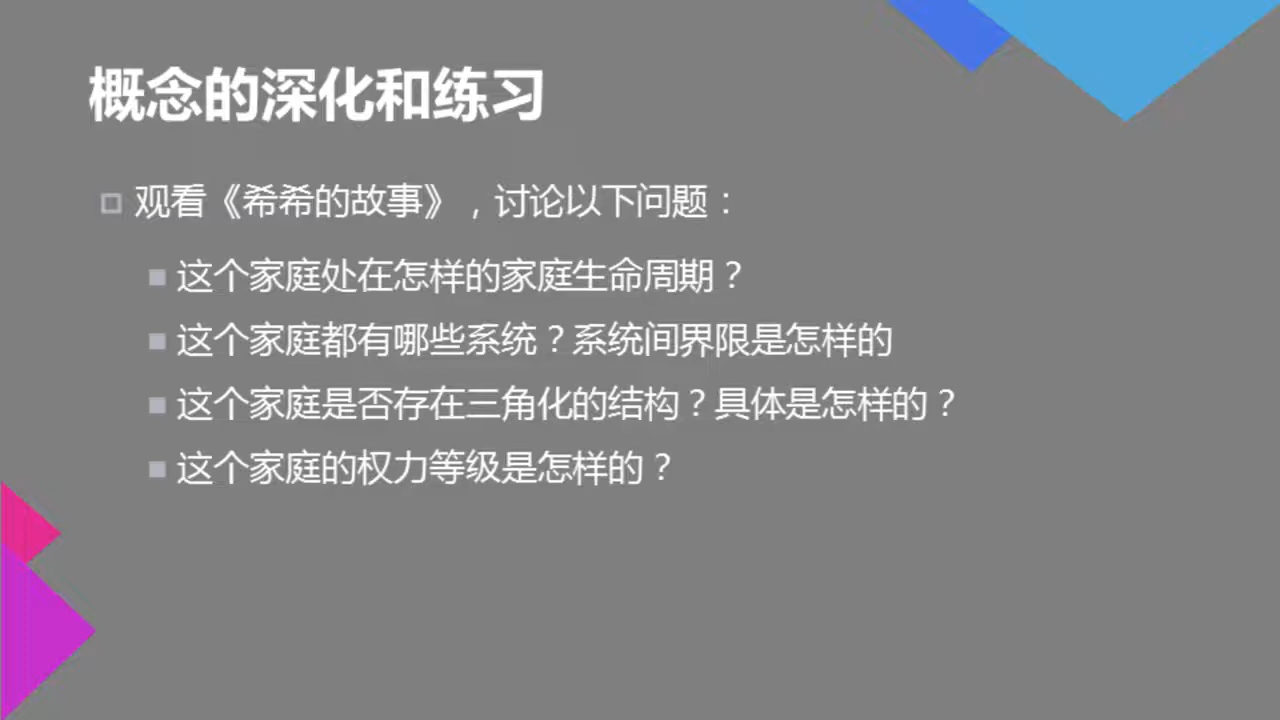 概念的深化和练习
观看《希希的故事》，讨论以下问题：
这个家庭处在怎样的家庭生命周期？
这个家庭都有哪些系统？系统间界限是怎样的
这个家庭是否存在三角化的结构？具体是怎样的？
这个家庭的权力等级是怎样的？